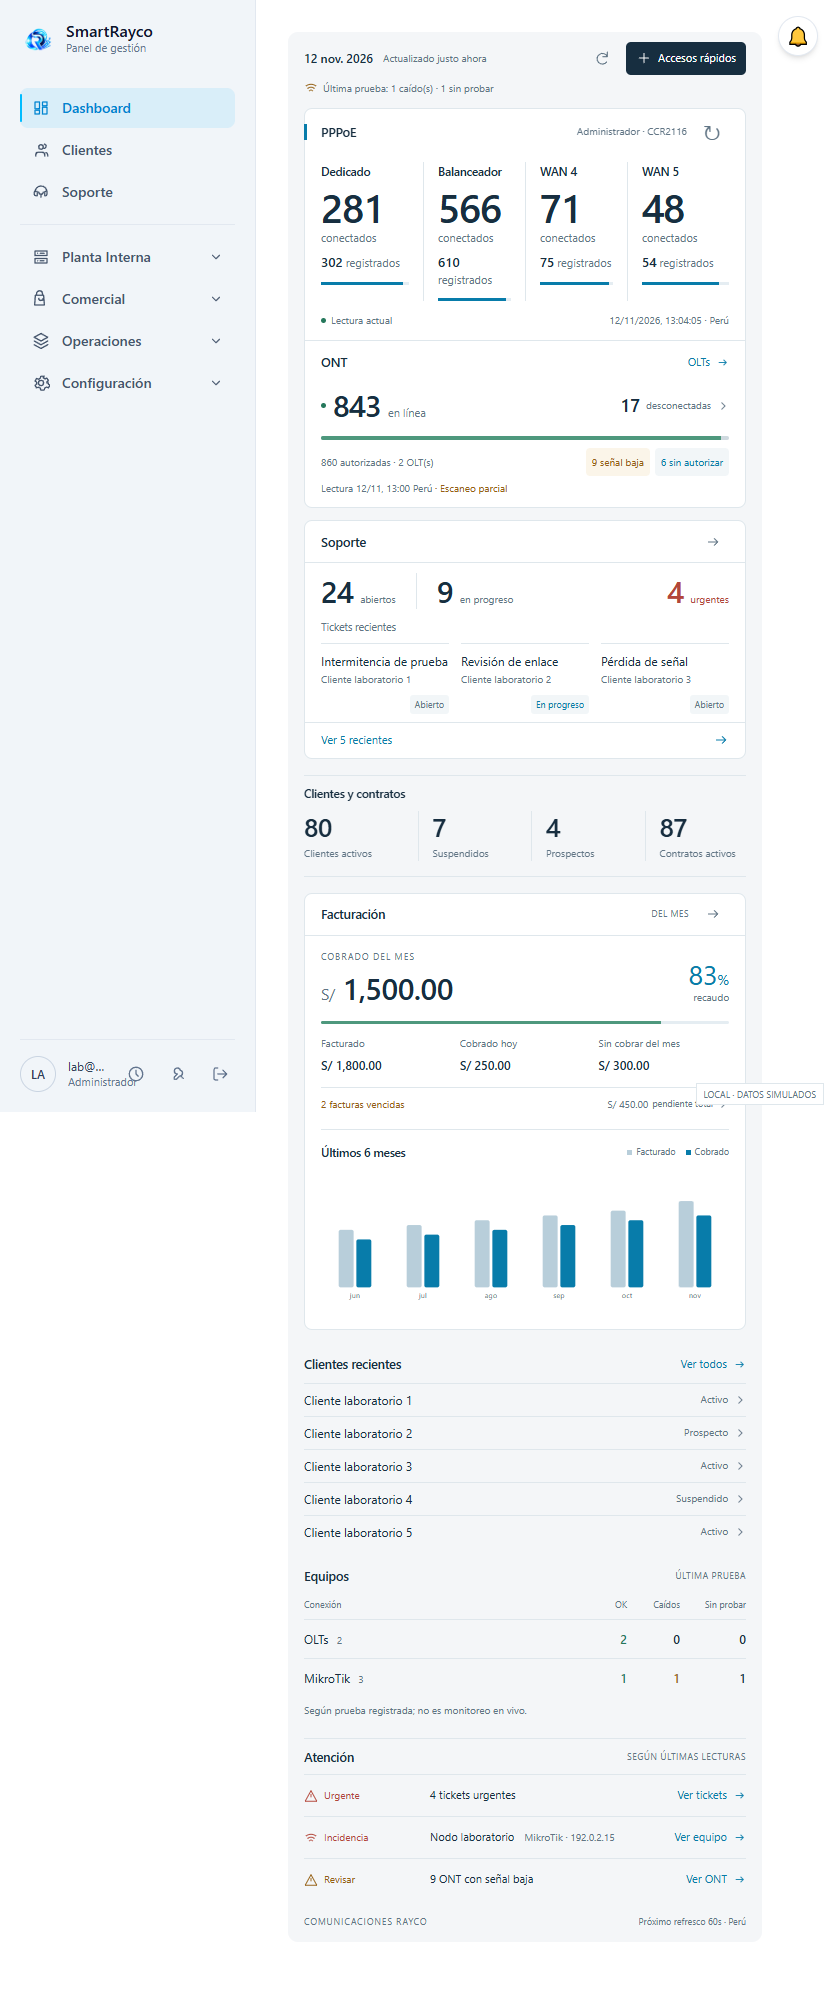 SmartRayco
Panel de gestión
Dashboard
Clientes
Soporte
Planta Interna
Comercial
Operaciones
Configuración
LA
lab@...
Administrador
12 nov. 2026 Actualizado justo ahora
Accesos rápidos
Última prueba: 1 caído(s) · 1 sin probar
PPPoE
Administrador · CCR2116
Dedicado
281
conectados
302 registrados
Balanceador
566
conectados
610
registrados
WAN 4
71
conectados
75 registrados
WAN 5
48
conectados
54 registrados
Lectura actual
12/11/2026, 13:04:05 · Perú
ONT
OLTs
843 en línea
17 desconectadas
860 autorizadas · 2 OLT(s)
9 señal baja
6 sin autorizar
Lectura 12/11, 13:00 Perú · Escaneo parcial
Soporte
24 abiertos
9 en progreso
4 urgentes
Tickets recientes
Intermitencia de prueba
Cliente laboratorio 1
Abierto
Revisión de enlace
Cliente laboratorio 2
En progreso
Pérdida de señal
Cliente laboratorio 3
Abierto
Ver 5 recientes
Clientes y contratos
80
Clientes activos
7
Suspendidos
4
Prospectos
87
Contratos activos
Facturación
DEL MES
COBRADO DEL MES
S/ 1,500.00
83%
recaudo
Facturado
S/ 1,800.00
Cobrado hoy
S/ 250.00
Sin cobrar del mes
S/ 300.00
2 facturas vencidas
S/ 450.00 pendiente total
LOCAL · DATOS SIMULADOS
Últimos 6 meses
Facturado
Cobrado
jun
jul
ago
sep
oct
nov
Clientes recientes
Ver todos
Cliente laboratorio 1
Activo
Cliente laboratorio 2
Prospecto
Cliente laboratorio 3
Activo
Cliente laboratorio 4
Suspendido
Cliente laboratorio 5
Activo
Equipos
ÚLTIMA PRUEBA
Conexión OK Caídos Sin probar
OLTs 2 2 0 0
MikroTik 3 1 1 1
Según prueba registrada; no es monitoreo en vivo.
Atención
SEGÚN ÚLTIMAS LECTURAS
Urgente 4 tickets urgentes Ver tickets
Incidencia Nodo laboratorio MikroTik · 192.0.2.15 Ver equipo
Revisar 9 ONT con señal baja Ver ONT
COMUNICACIONES RAYCO
Próximo refresco 60s · Perú